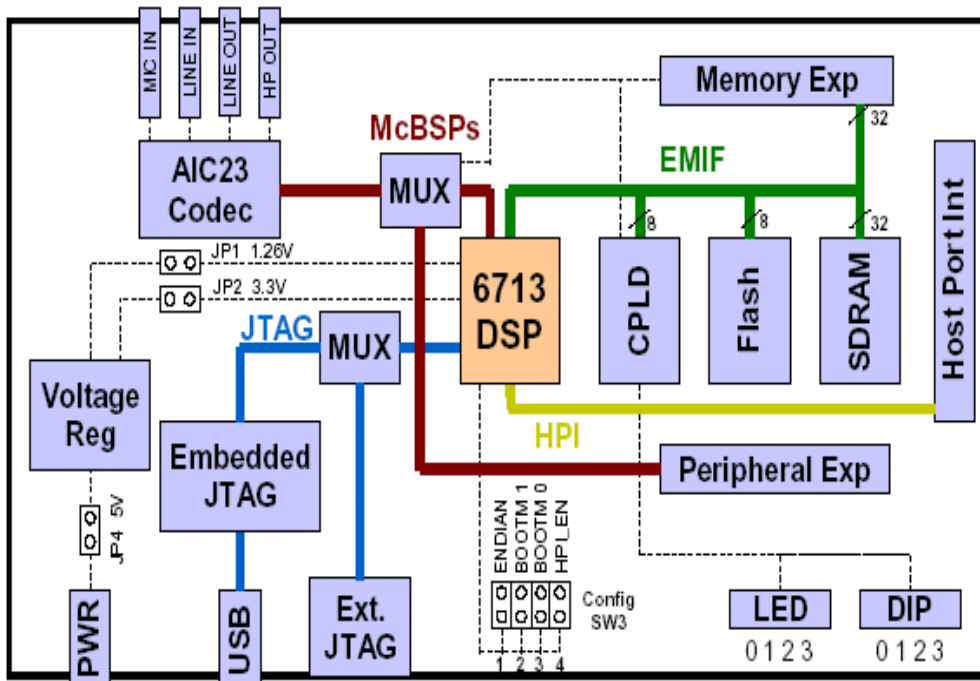 MIC IN
LINE IN
LINE OUT
HP OUT
Memory Exp
32
McBSPs
EMIF
AIC23
Codec
MUX
Host Port Int
8
8
32
JP1 1.26V
JP2 3.3V
6713
DSP
CPLD
Flash
SDRAM
JTAG
MUX
Voltage
Reg
HPI
Embedded
JTAG
Peripheral Exp
JP4 5V
ENDIAN
BOOTM 1
BOOTM 0
HPI_EN
Config
SW3
PWR
USB
Ext.
JTAG
1 2 3 4
LED
DIP
0 1 2 3
0 1 2 3